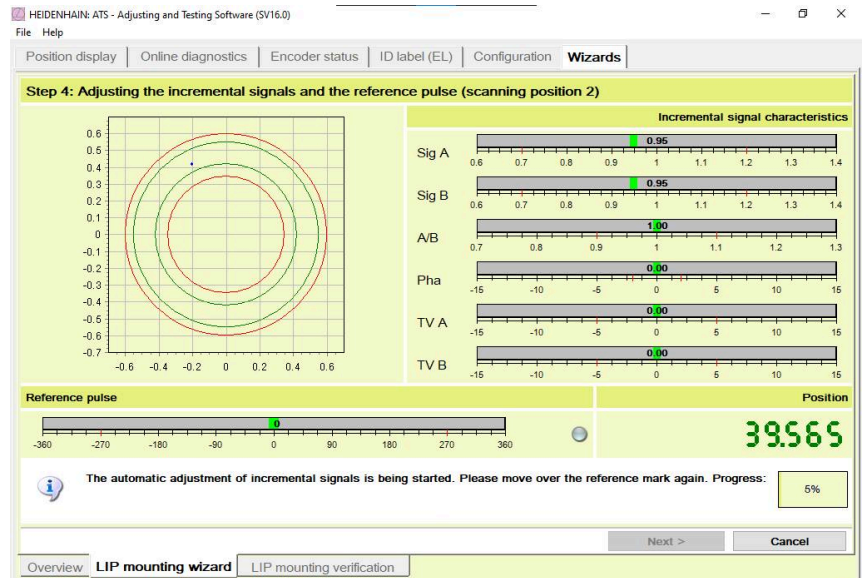 HEIDENHAIN: ATS - Adjusting and Testing Software (SV16.0)
File Help
Position display Online diagnostics Encoder status ID label (EL) Configuration Wizards
Step 4: Adjusting the incremental signals and the reference pulse (scanning position 2)
Incremental signal characteristics
0.6
0.5
0.4
0.3
0.2
0.1
0
-0.1
-0.2
-0.3
-0.4
-0.5
-0.6
-0.7
-0.6 -0.4 -0.2 0 0.2 0.4 0.6
Sig A
0.95
0.6 0.7 0.8 0.9 1 1.1 1.2 1.3 1.4
Sig B
0.95
0.6 0.7 0.8 0.9 1 1.1 1.2 1.3 1.4
A/B
1.00
0.7 0.8 0.9 1 1.1 1.2 1.3
Pha
0.00
-15 -10 -5 0 5 10 15
TV A
0.00
-15 -10 -5 0 5 10 15
TV B
0.00
-15 -10 -5 0 5 10 15
Reference pulse
0
-360 -270 -180 -90 0 90 180 270 360
Position
39.565
The automatic adjustment of incremental signals is being started. Please move over the reference mark again. Progress:
5%
Next > Cancel
Overview LIP mounting wizard LIP mounting verification